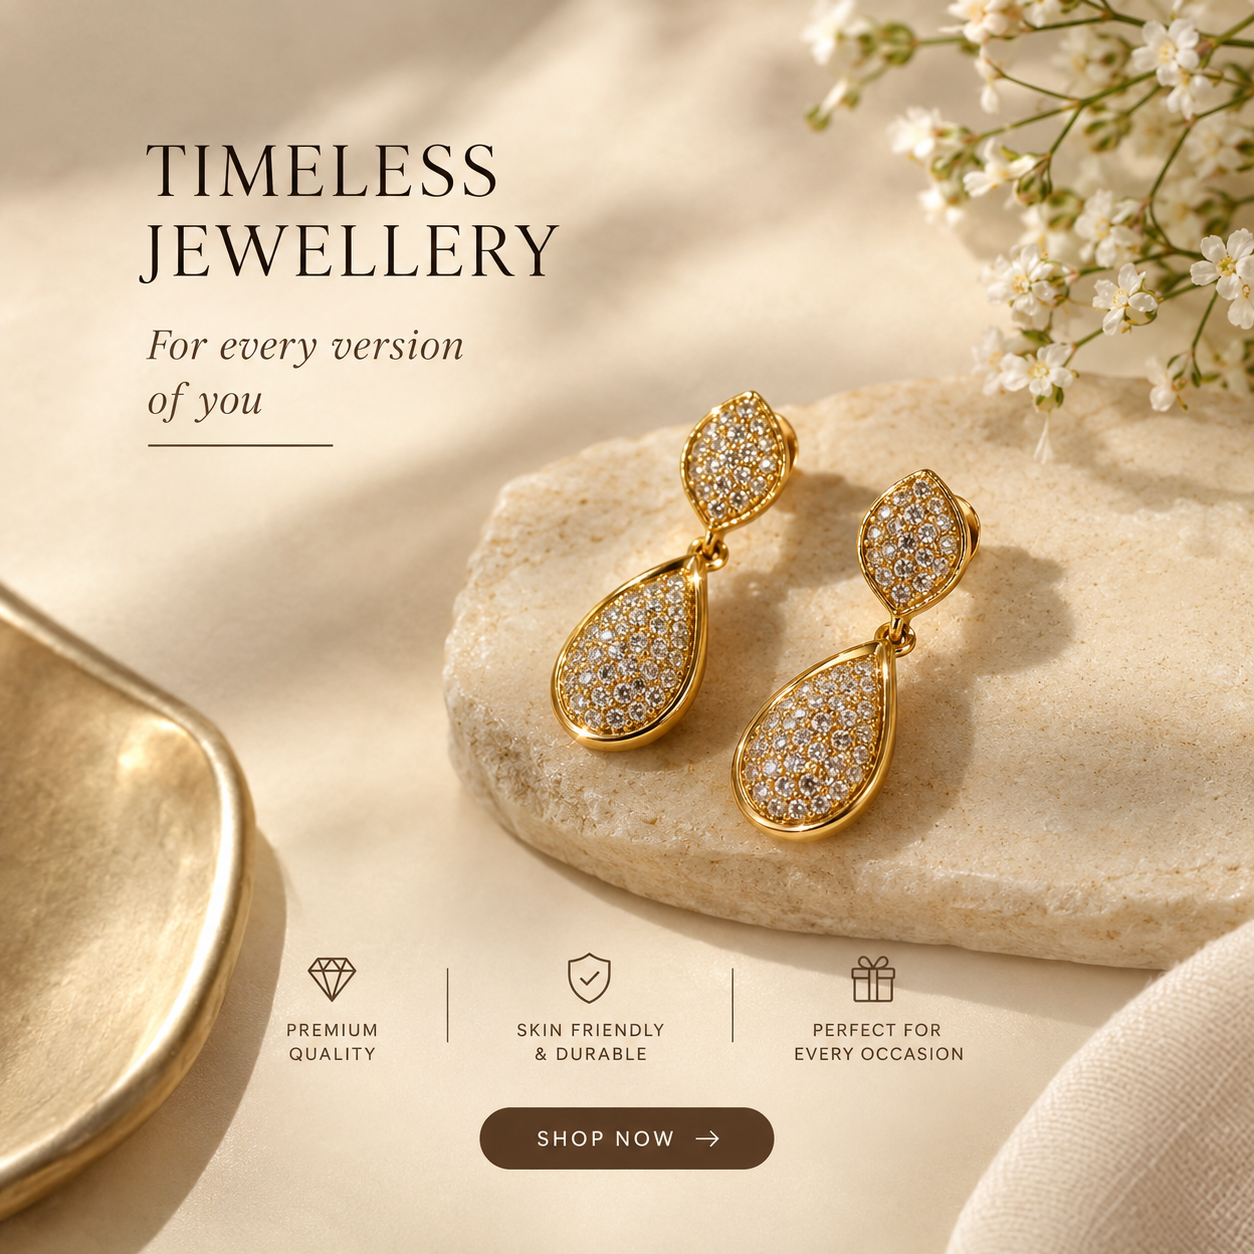 TIMELESS
JEWELLERY
For every version
of you
PREMIUM
QUALITY
SKIN FRIENDLY
& DURABLE
PERFECT FOR
EVERY OCCASION
SHOP NOW →